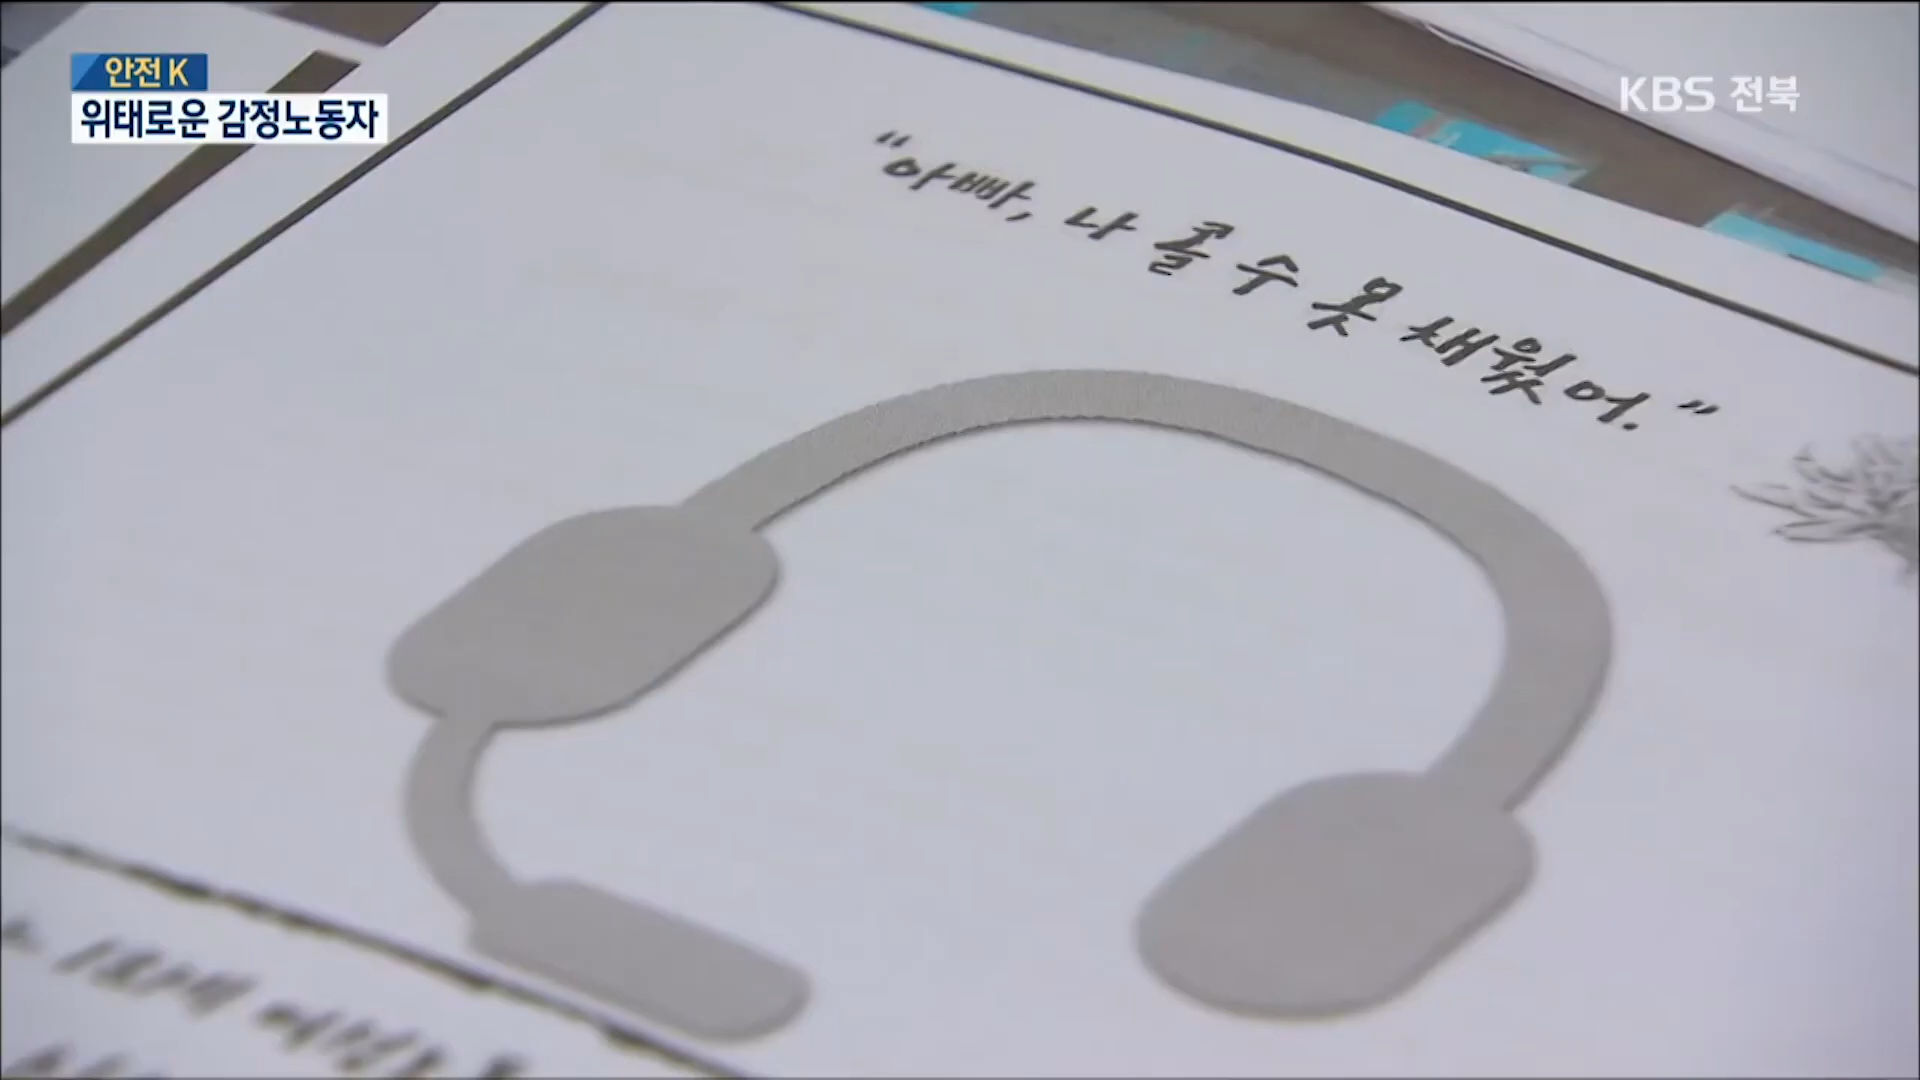 안전 K
위태로운 감정노동자
KBS 전북
"아빠, 나 콜 수 못 채웠어."